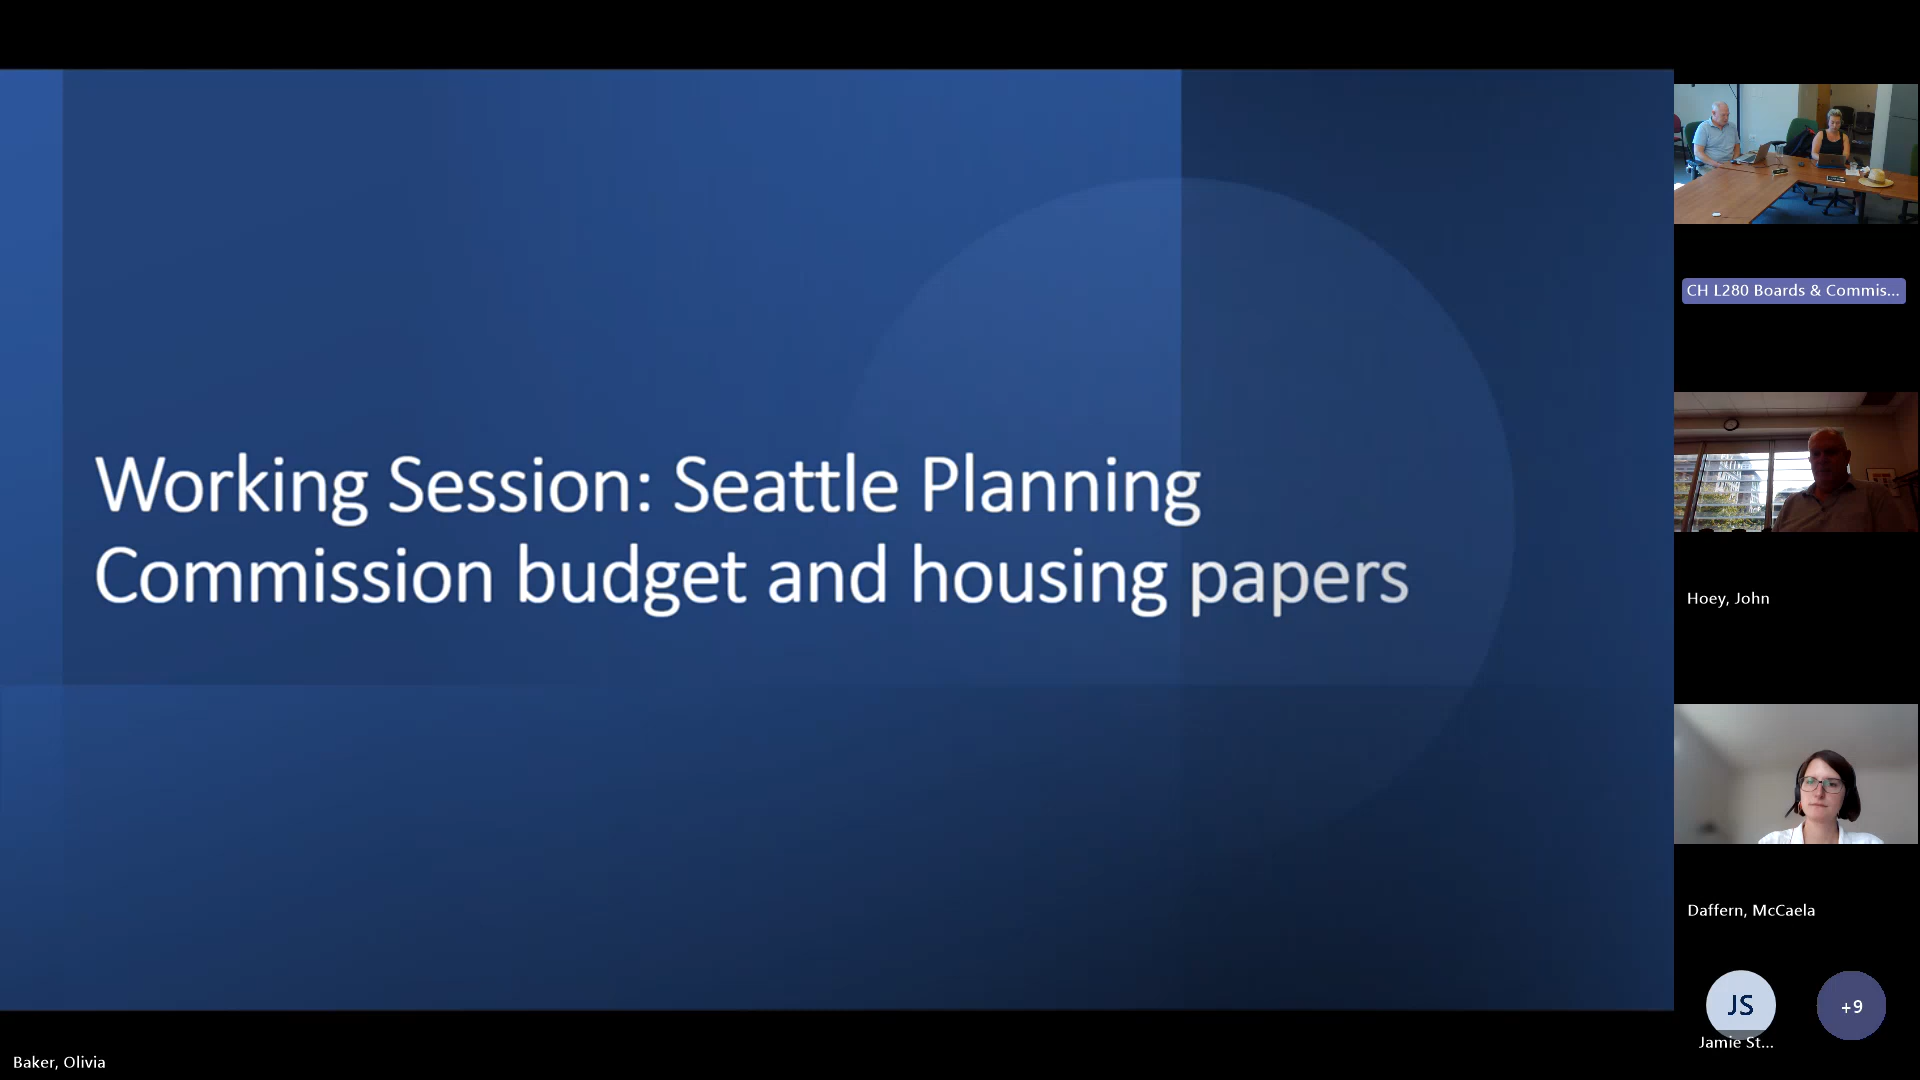 Working Session: Seattle Planning
Commission budget and housing papers
CH L280 Boards & Commis...
Hoey, John
Daffern, McCaela
JS
+9
Jamie St...
Baker, Olivia